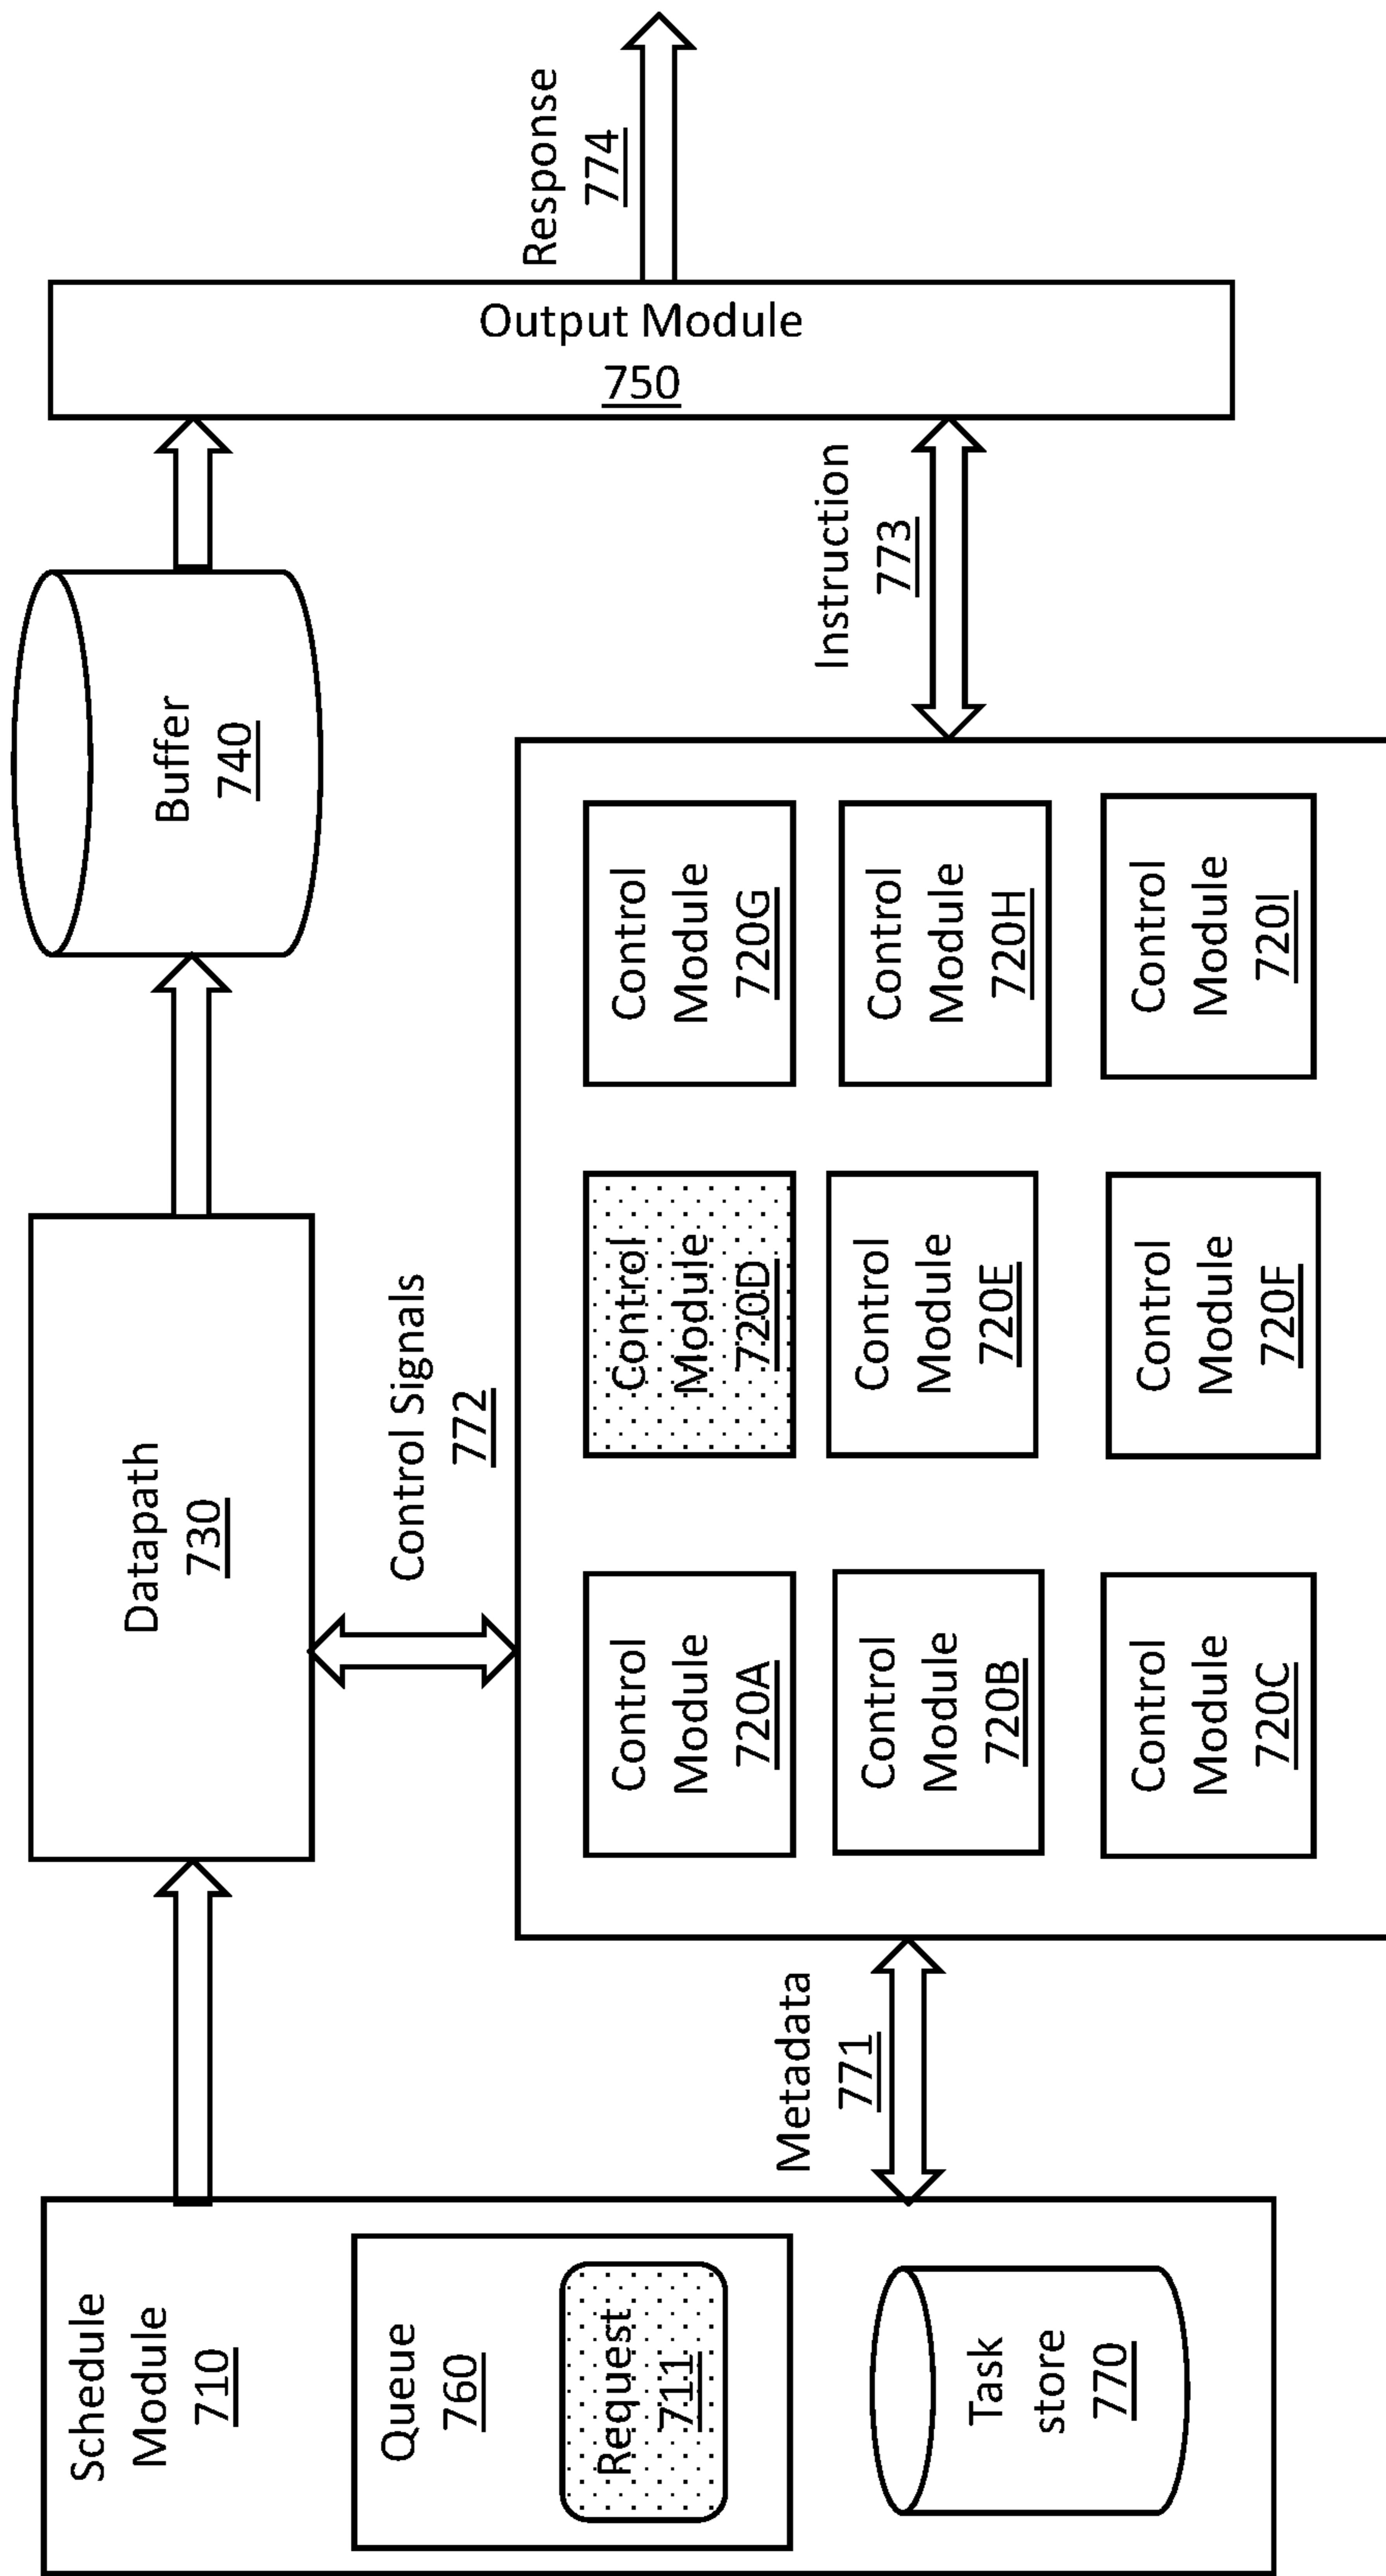 Schedule
Module
710
Queue
760
Request
711
Task
store
770
Datapath
730
Buffer
740
Control Signals
772
Metadata
771
Control
Module
720A
Control
Module
720D
Control
Module
720G
Control
Module
720B
Control
Module
720E
Control
Module
720H
Control
Module
720C
Control
Module
720F
Control
Module
720I
Instruction
773
Output Module
750
Response
774